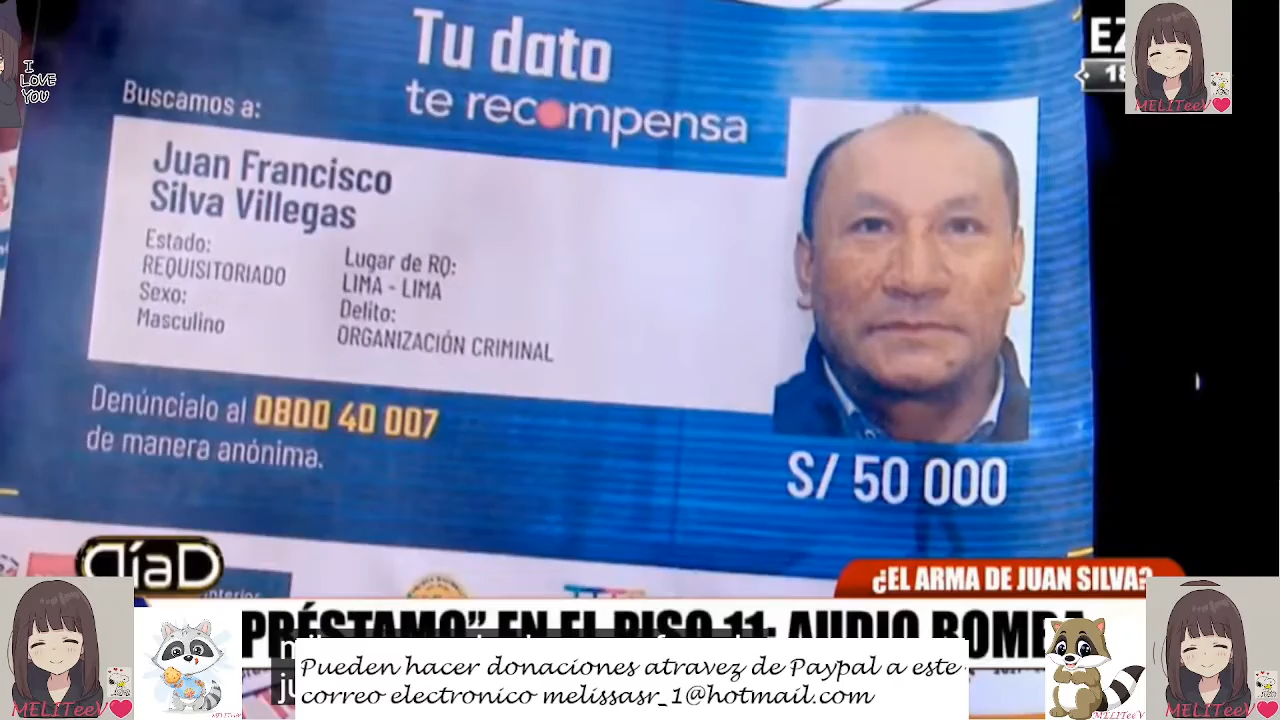 Tu dato
te recompensa
Buscamos a:
Juan Francisco
Silva Villegas
Estado:
REQUISITORIADO
Sexo:
Masculino
Lugar de RQ:
LIMA - LIMA
Delito:
ORGANIZACIÓN CRIMINAL
Denúncialo al 0800 40 007
de manera anónima.
S/ 50 000
I
LOVE
YOU
MELITeeV
DíaD
¿EL ARMA DE JUAN SILVA?
PRÉSTAMO” EN EL PISO 11: AUDIO BOMBA
Pueden hacer donaciones atravez de Paypal a este
correo electronico melissasr_1@hotmail.com
MELITeeV
MELITeeV
MELITeeV
MELITeeV